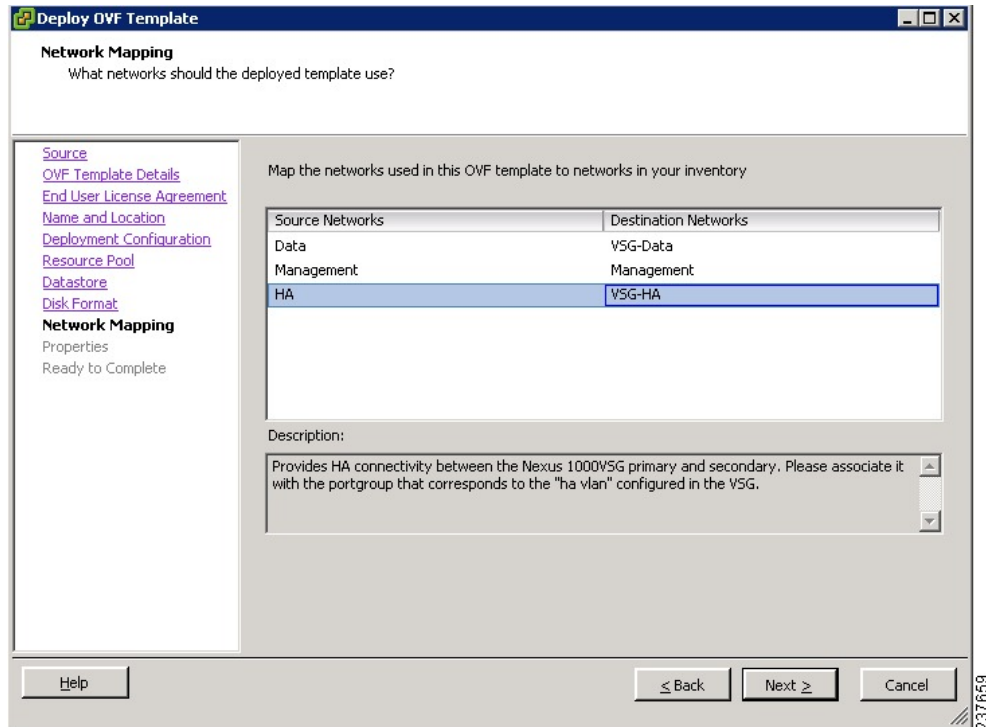 Deploy OVF Template
Network Mapping
What networks should the deployed template use?
Source
OVF Template Details
End User License Agreement
Name and Location
Deployment Configuration
Resource Pool
Datastore
Disk Format
Network Mapping
Properties
Ready to Complete
Map the networks used in this OVF template to networks in your inventory
Source Networks Destination Networks
Data VSG-Data
Management Management
HA VSG-HA
Description:
Provides HA connectivity between the Nexus 1000VSG primary and secondary. Please associate it
with the portgroup that corresponds to the "ha vlan" configured in the VSG.
Help
< Back
Next >
Cancel
237659